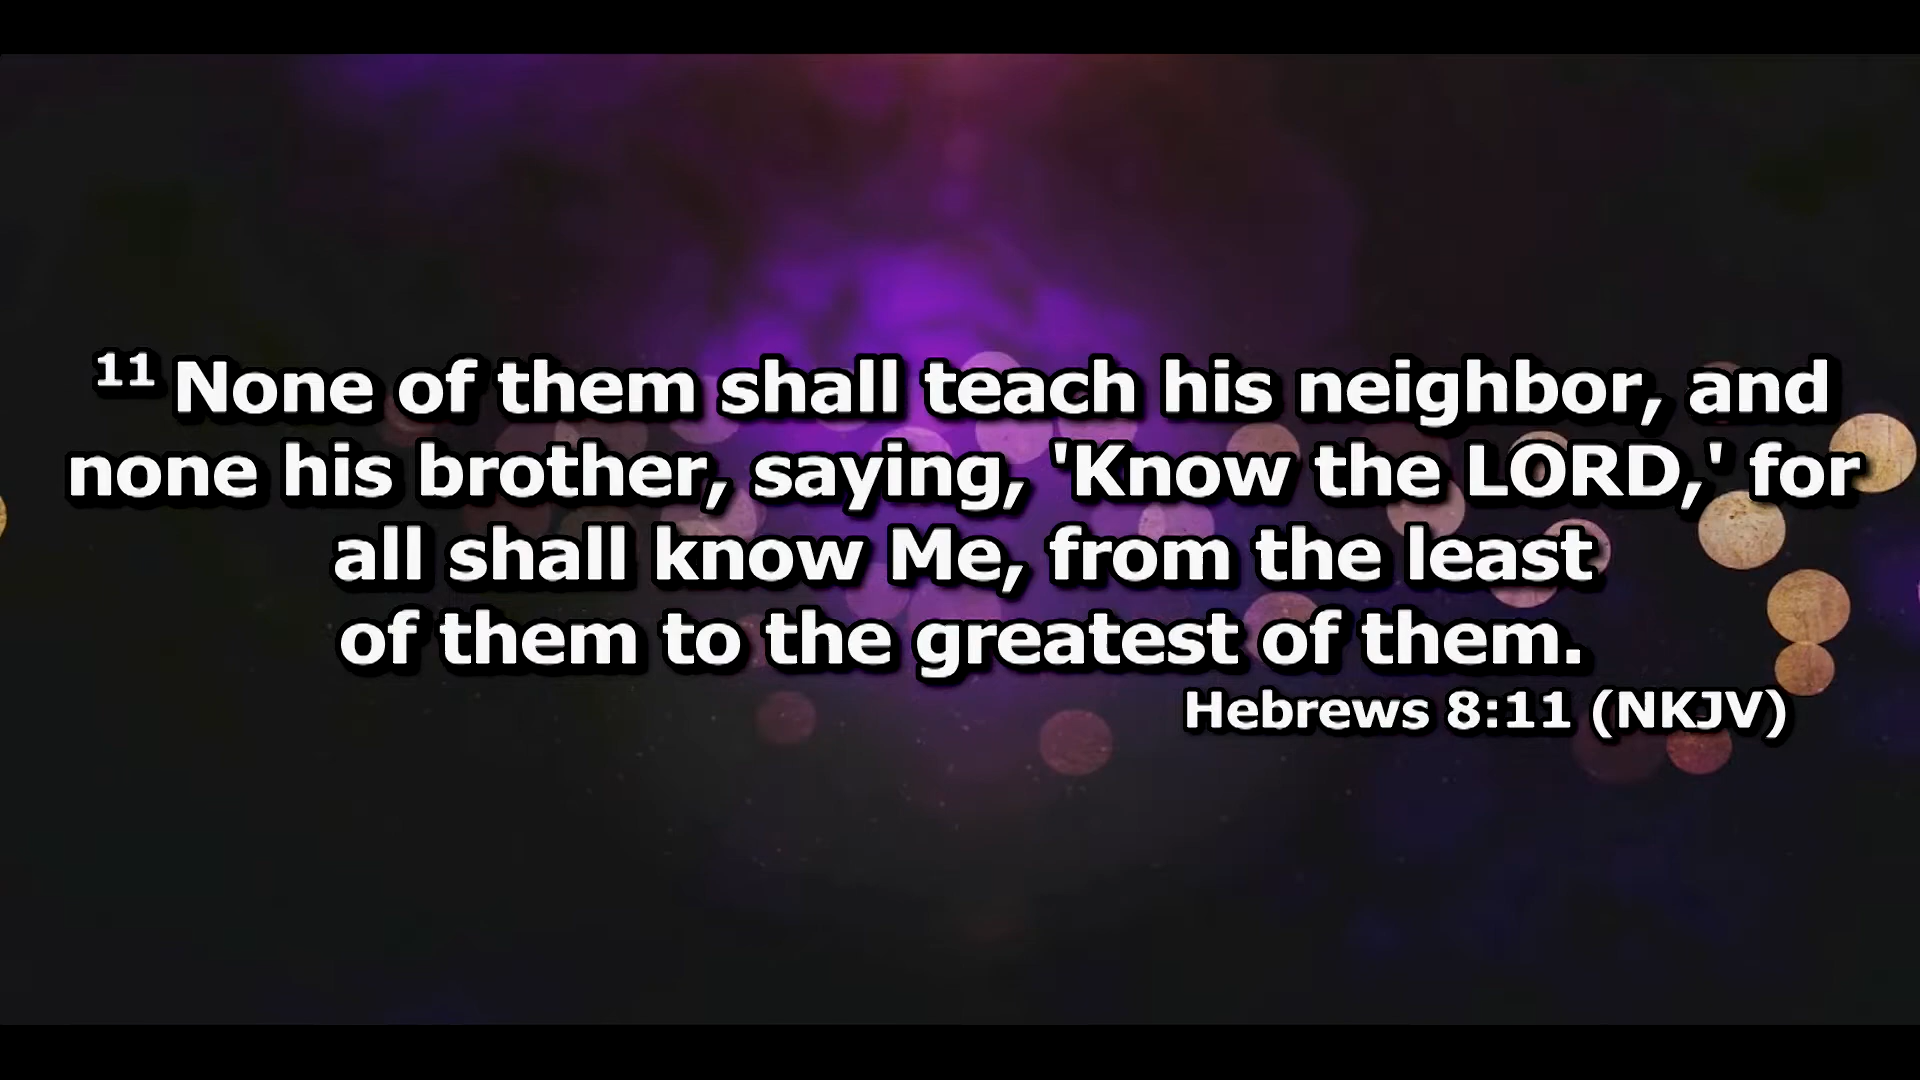 11 None of them shall teach his neighbor, and
none his brother, saying, 'Know the LORD,' for
all shall know Me, from the least
of them to the greatest of them.
Hebrews 8:11 (NKJV)